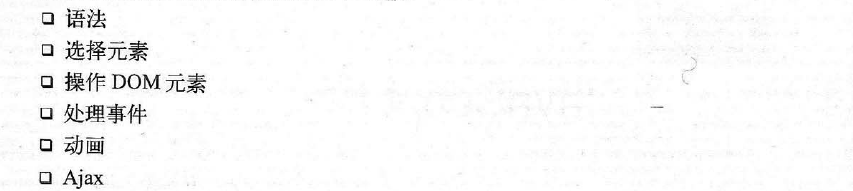 ❑ 语法
❑ 选择元素
❑ 操作 DOM 元素
❑ 处理事件
❑ 动画
❑ Ajax